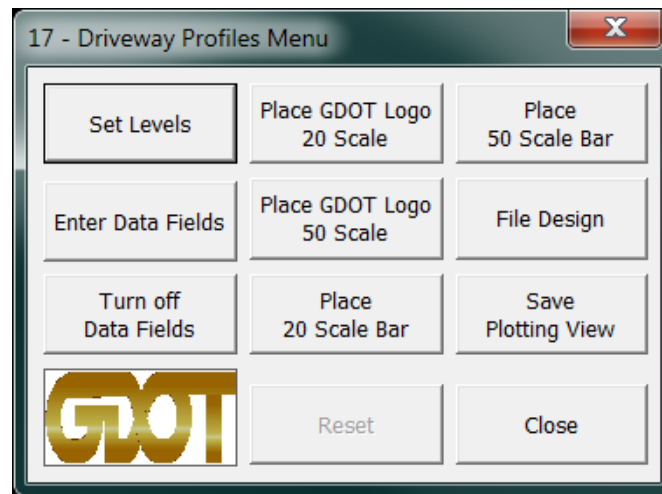 17 - Driveway Profiles Menu
X
Set Levels
Place GDOT Logo
20 Scale
Place
50 Scale Bar
Enter Data Fields
Place GDOT Logo
50 Scale
File Design
Turn off
Data Fields
Place
20 Scale Bar
Save
Plotting View
GDOT
Reset
Close